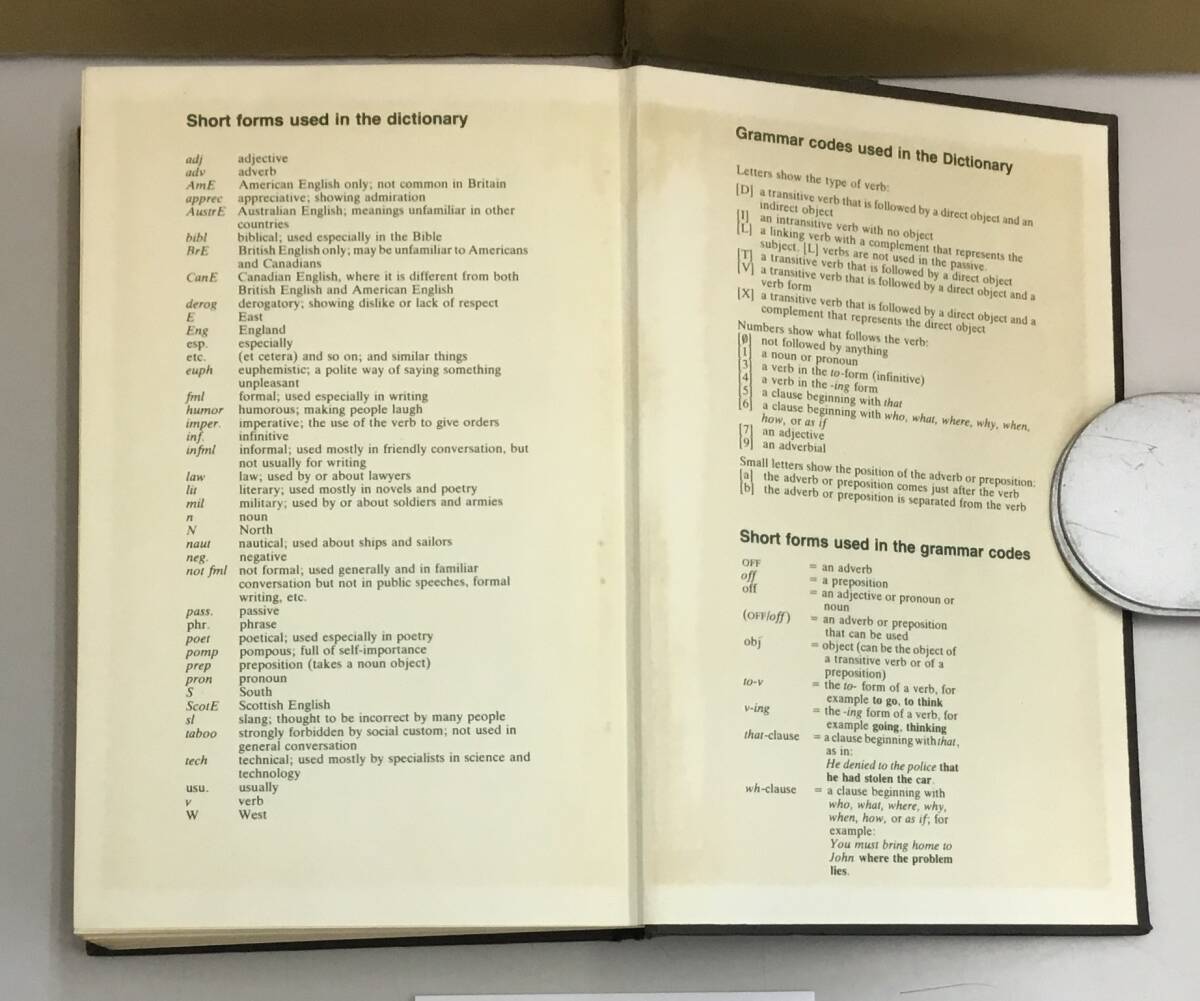 Short forms used in the dictionary
adj adjective
adv adverb
AmE American English only; not common in Britain
apprec appreciative; showing admiration
AustrE Australian English; meanings unfamiliar in other
countries
bibl biblical; used especially in the Bible
BrE British English only; may be unfamiliar to Americans
and Canadians
CanE Canadian English, where it is different from both
British English and American English
derog derogatory; showing dislike or lack of respect
E East
Eng England
esp. especially
etc. (et cetera) and so on; and similar things
euph euphemistic; a polite way of saying something
unpleasant
fml formal; used especially in writing
humor humorous; making people laugh
imper. imperative; the use of the verb to give orders
inf. infinitive
infml informal; used mostly in friendly conversation, but
not usually for writing
law law; used by or about lawyers
lit literary; used mostly in novels and poetry
mil military; used by or about soldiers and armies
n noun
N North
naut nautical; used about ships and sailors
neg. negative
not fml not formal; used generally and in familiar
conversation but not in public speeches, formal
writing, etc.
pass. passive
phr. phrase
poet poetical; used especially in poetry
pomp pompous; full of self-importance
prep preposition (takes a noun object)
pron pronoun
S South
ScotE Scottish English
sl slang; thought to be incorrect by many people
taboo strongly forbidden by social custom; not used in
general conversation
tech technical; used mostly by specialists in science and
technology
usu. usually
v verb
W West
Grammar codes used in the Dictionary
Letters show the type of verb:
[D] a transitive verb that is followed by a direct object and an
indirect object
[I] an intransitive verb with no object
[L] a linking verb with a complement that represents the
subject. [L] verbs are not used in the passive.
[T] a transitive verb that is followed by a direct object
[V] a transitive verb that is followed by a direct object and a
verb form
[X] a transitive verb that is followed by a direct object and a
complement that represents the direct object
Numbers show what follows the verb:
[Ø] not followed by anything
[1] a noun or pronoun
[3] a verb in the to-form (infinitive)
[4] a verb in the -ing form
[5] a clause beginning with that
[6] a clause beginning with who, what, where, why, when,
how, or as if
[7] an adjective
[9] an adverbial
Small letters show the position of the adverb or preposition:
[a] the adverb or preposition comes just after the verb
[b] the adverb or preposition is separated from the verb
Short forms used in the grammar codes
OFF = an adverb
off = a preposition
off = an adjective or pronoun or
noun
(OFF/off) = an adverb or preposition
that can be used
obj = object (can be the object of
a transitive verb or of a
preposition)
to-v = the to- form of a verb, for
example to go, to think
v-ing = the -ing form of a verb, for
example going, thinking
that-clause = a clause beginning with that,
as in:
He denied to the police that
he had stolen the car.
wh-clause = a clause beginning with
who, what, where, why,
when, how, or as if; for
example:
You must bring home to
John where the problem
lies.